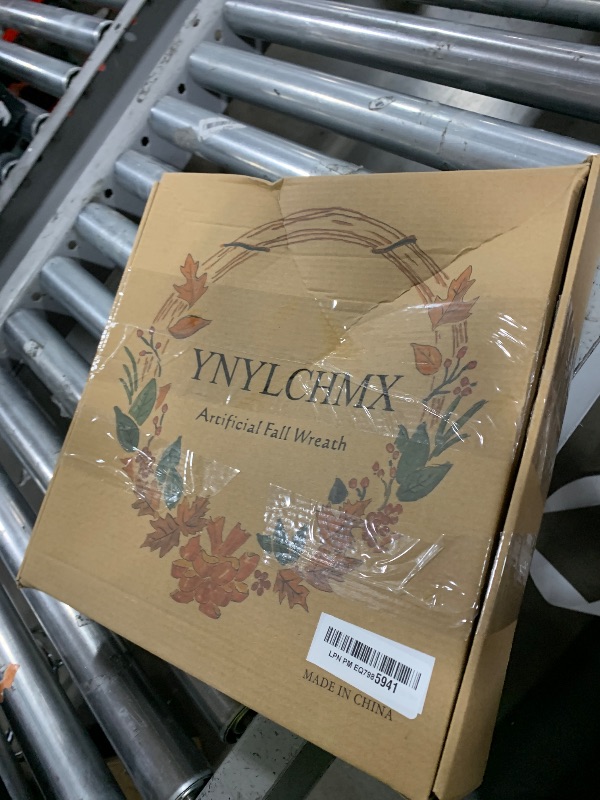 YNYLCHMX
Artificial Fall Wreath
LPN PM EQ7985941
MADE IN CHINA